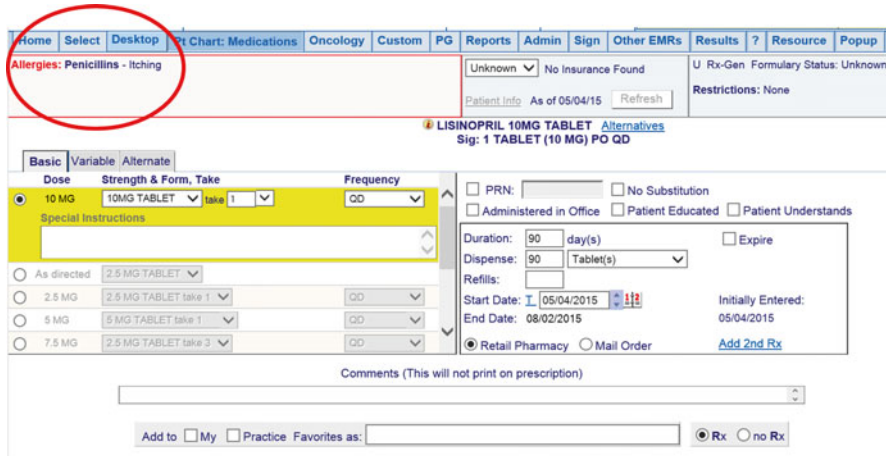 Home Select Desktop Pt Chart: Medications Oncology Custom PG Reports Admin Sign Other EMRs Results ? Resource Popup
Allergies: Penicillins - Itching
Unknown No Insurance Found
U Rx-Gen Formulary Status: Unknown
Patient Info As of 05/04/15 Refresh
Restrictions: None
LISINOPRIL 10MG TABLET Alternatives
Sig: 1 TABLET (10 MG) PO QD
Basic Variable Alternate
Dose Strength & Form, Take Frequency
10 MG 10MG TABLET take 1 QD
Special Instructions
As directed 2.5 MG TABLET
2.5 MG 2.5 MG TABLET take 1 QD
5 MG 5 MG TABLET take 1 QD
7.5 MG 2.5 MG TABLET take 3 QD
PRN: No Substitution
Administered in Office Patient Educated Patient Understands
Duration: 90 day(s) Expire
Dispense: 90 Tablet(s)
Refills:
Start Date: T 05/04/2015 Initially Entered:
End Date: 08/02/2015 05/04/2015
Retail Pharmacy Mail Order Add 2nd Rx
Comments (This will not print on prescription)
Add to My Practice Favorites as: Rx no Rx